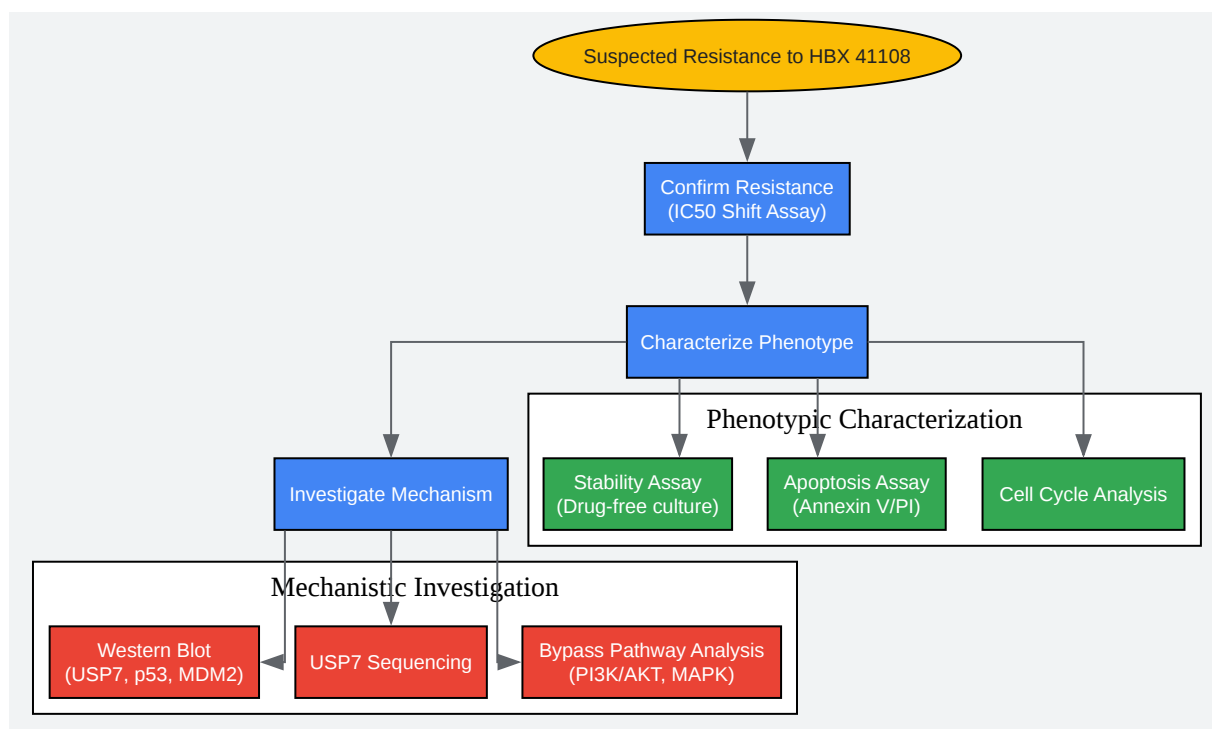 Suspected Resistance to HBX 41108
Confirm Resistance
(IC50 Shift Assay)
Characterize Phenotype
Phenotypic Characterization
Investigate Mechanism
Stability Assay
(Drug-free culture)
Apoptosis Assay
(Annexin V/PI)
Cell Cycle Analysis
Mechanistic Investigation
Western Blot
(USP7, p53, MDM2)
USP7 Sequencing
Bypass Pathway Analysis
(PI3K/AKT, MAPK)